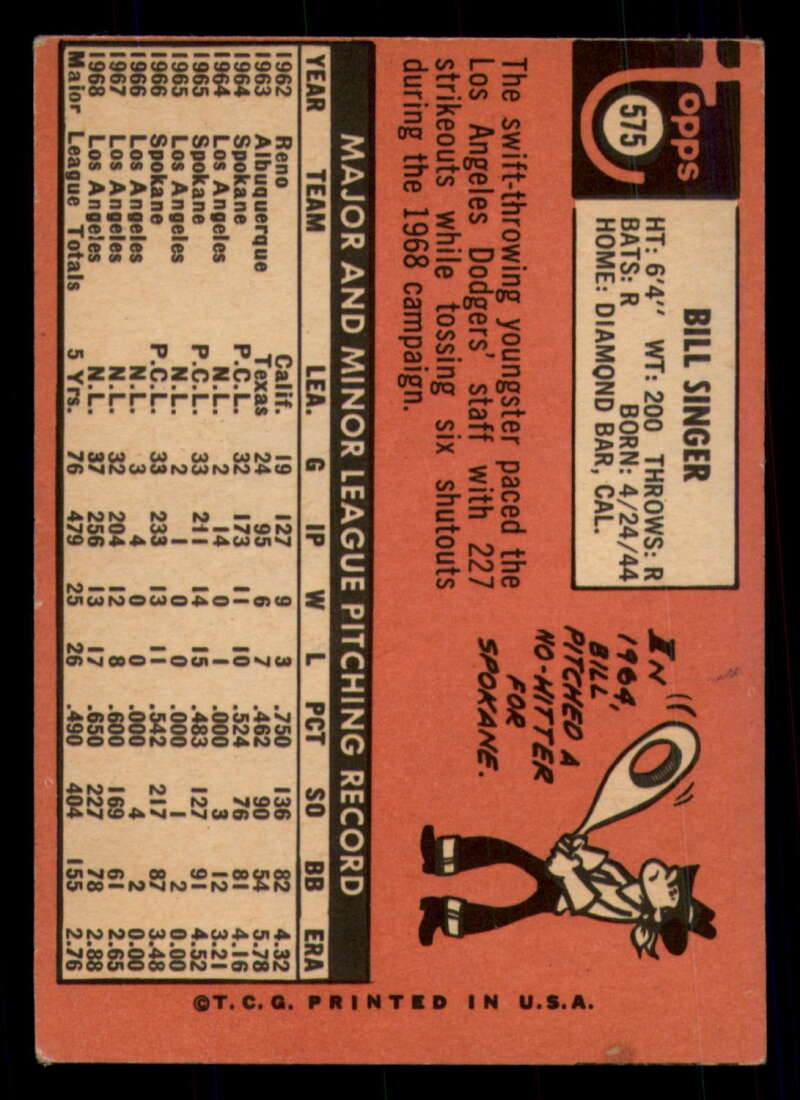 Topps
575
BILL SINGER
HT: 6'4" WT: 200 THROWS: R
BATS: R BORN: 4/24/44
HOME: DIAMOND BAR, CAL.
The swift-throwing youngster paced the
Los Angeles Dodgers' staff with 227
strikeouts while tossing six shutouts
during the 1968 campaign.
IN
1964,
BILL
PITCHED A
NO-HITTER
FOR
SPOKANE.
MAJOR AND MINOR LEAGUE PITCHING RECORD
YEAR TEAM LEA. G IP W L PCT SO BB ERA
1962 Reno Calif. 19 127 9 3 .750 136 82 4.32
1963 Albuquerque Texas 24 95 6 7 .462 90 54 5.78
1964 Spokane P.C.L. 32 173 11 10 .524 76 81 4.16
1964 Los Angeles N.L. 2 14 0 1 .000 3 12 3.21
1965 Spokane P.C.L. 33 211 14 15 .483 127 91 4.52
1965 Los Angeles N.L. 2 1 0 0 .000 1 2 0.00
1966 Spokane P.C.L. 33 233 13 11 .542 217 87 3.48
1966 Los Angeles N.L. 3 4 0 0 .000 4 2 0.00
1967 Los Angeles N.L. 32 204 12 8 .600 169 61 2.65
1968 Los Angeles N.L. 37 256 13 17 .650 227 78 2.88
Major League Totals 5 Yrs. 76 479 25 26 .490 404 155 2.76
©T.C.G. PRINTED IN U.S.A.